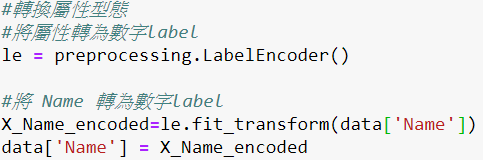 #轉換屬性型態
#將屬性轉為數字label
le = preprocessing.LabelEncoder()
#將 Name 轉為數字label
X_Name_encoded=le.fit_transform(data['Name'])
data['Name'] = X_Name_encoded